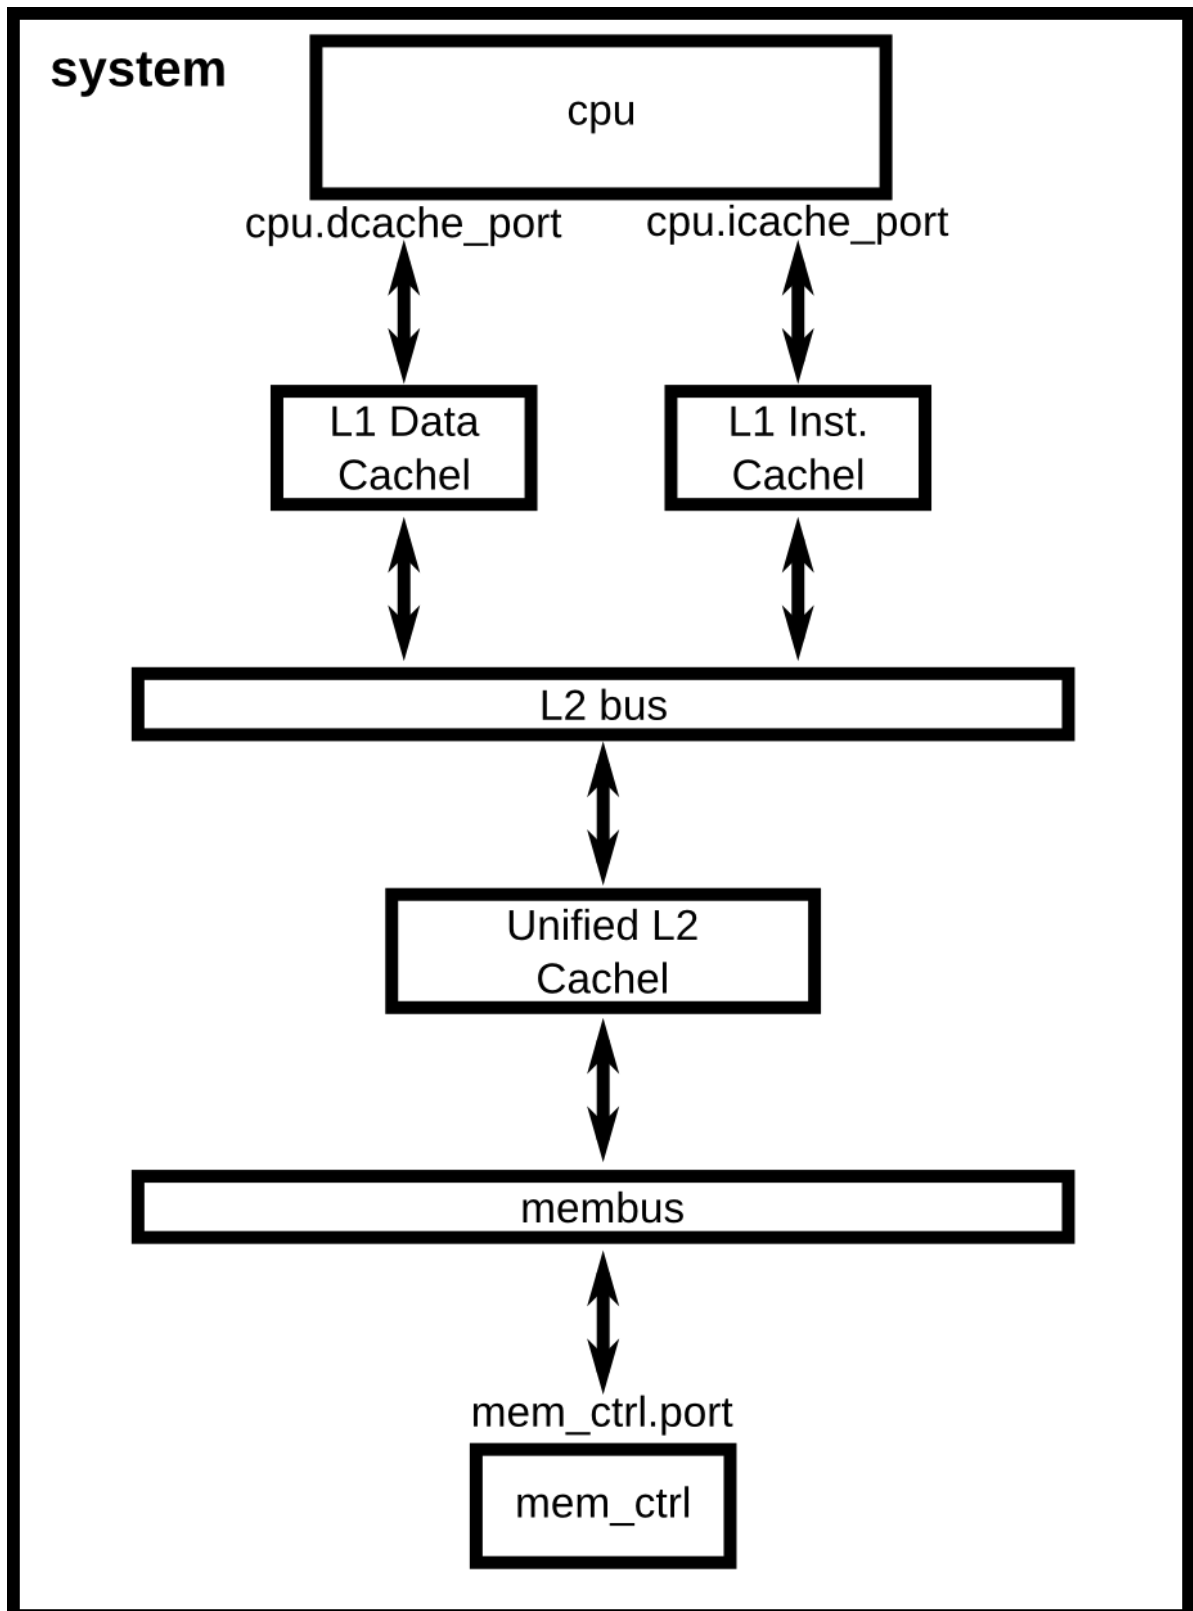 system
cpu
cpu.dcache_port
cpu.icache_port
L1 Data
Cachel
L1 Inst.
Cachel
L2 bus
Unified L2
Cachel
membus
mem_ctrl.port
mem_ctrl